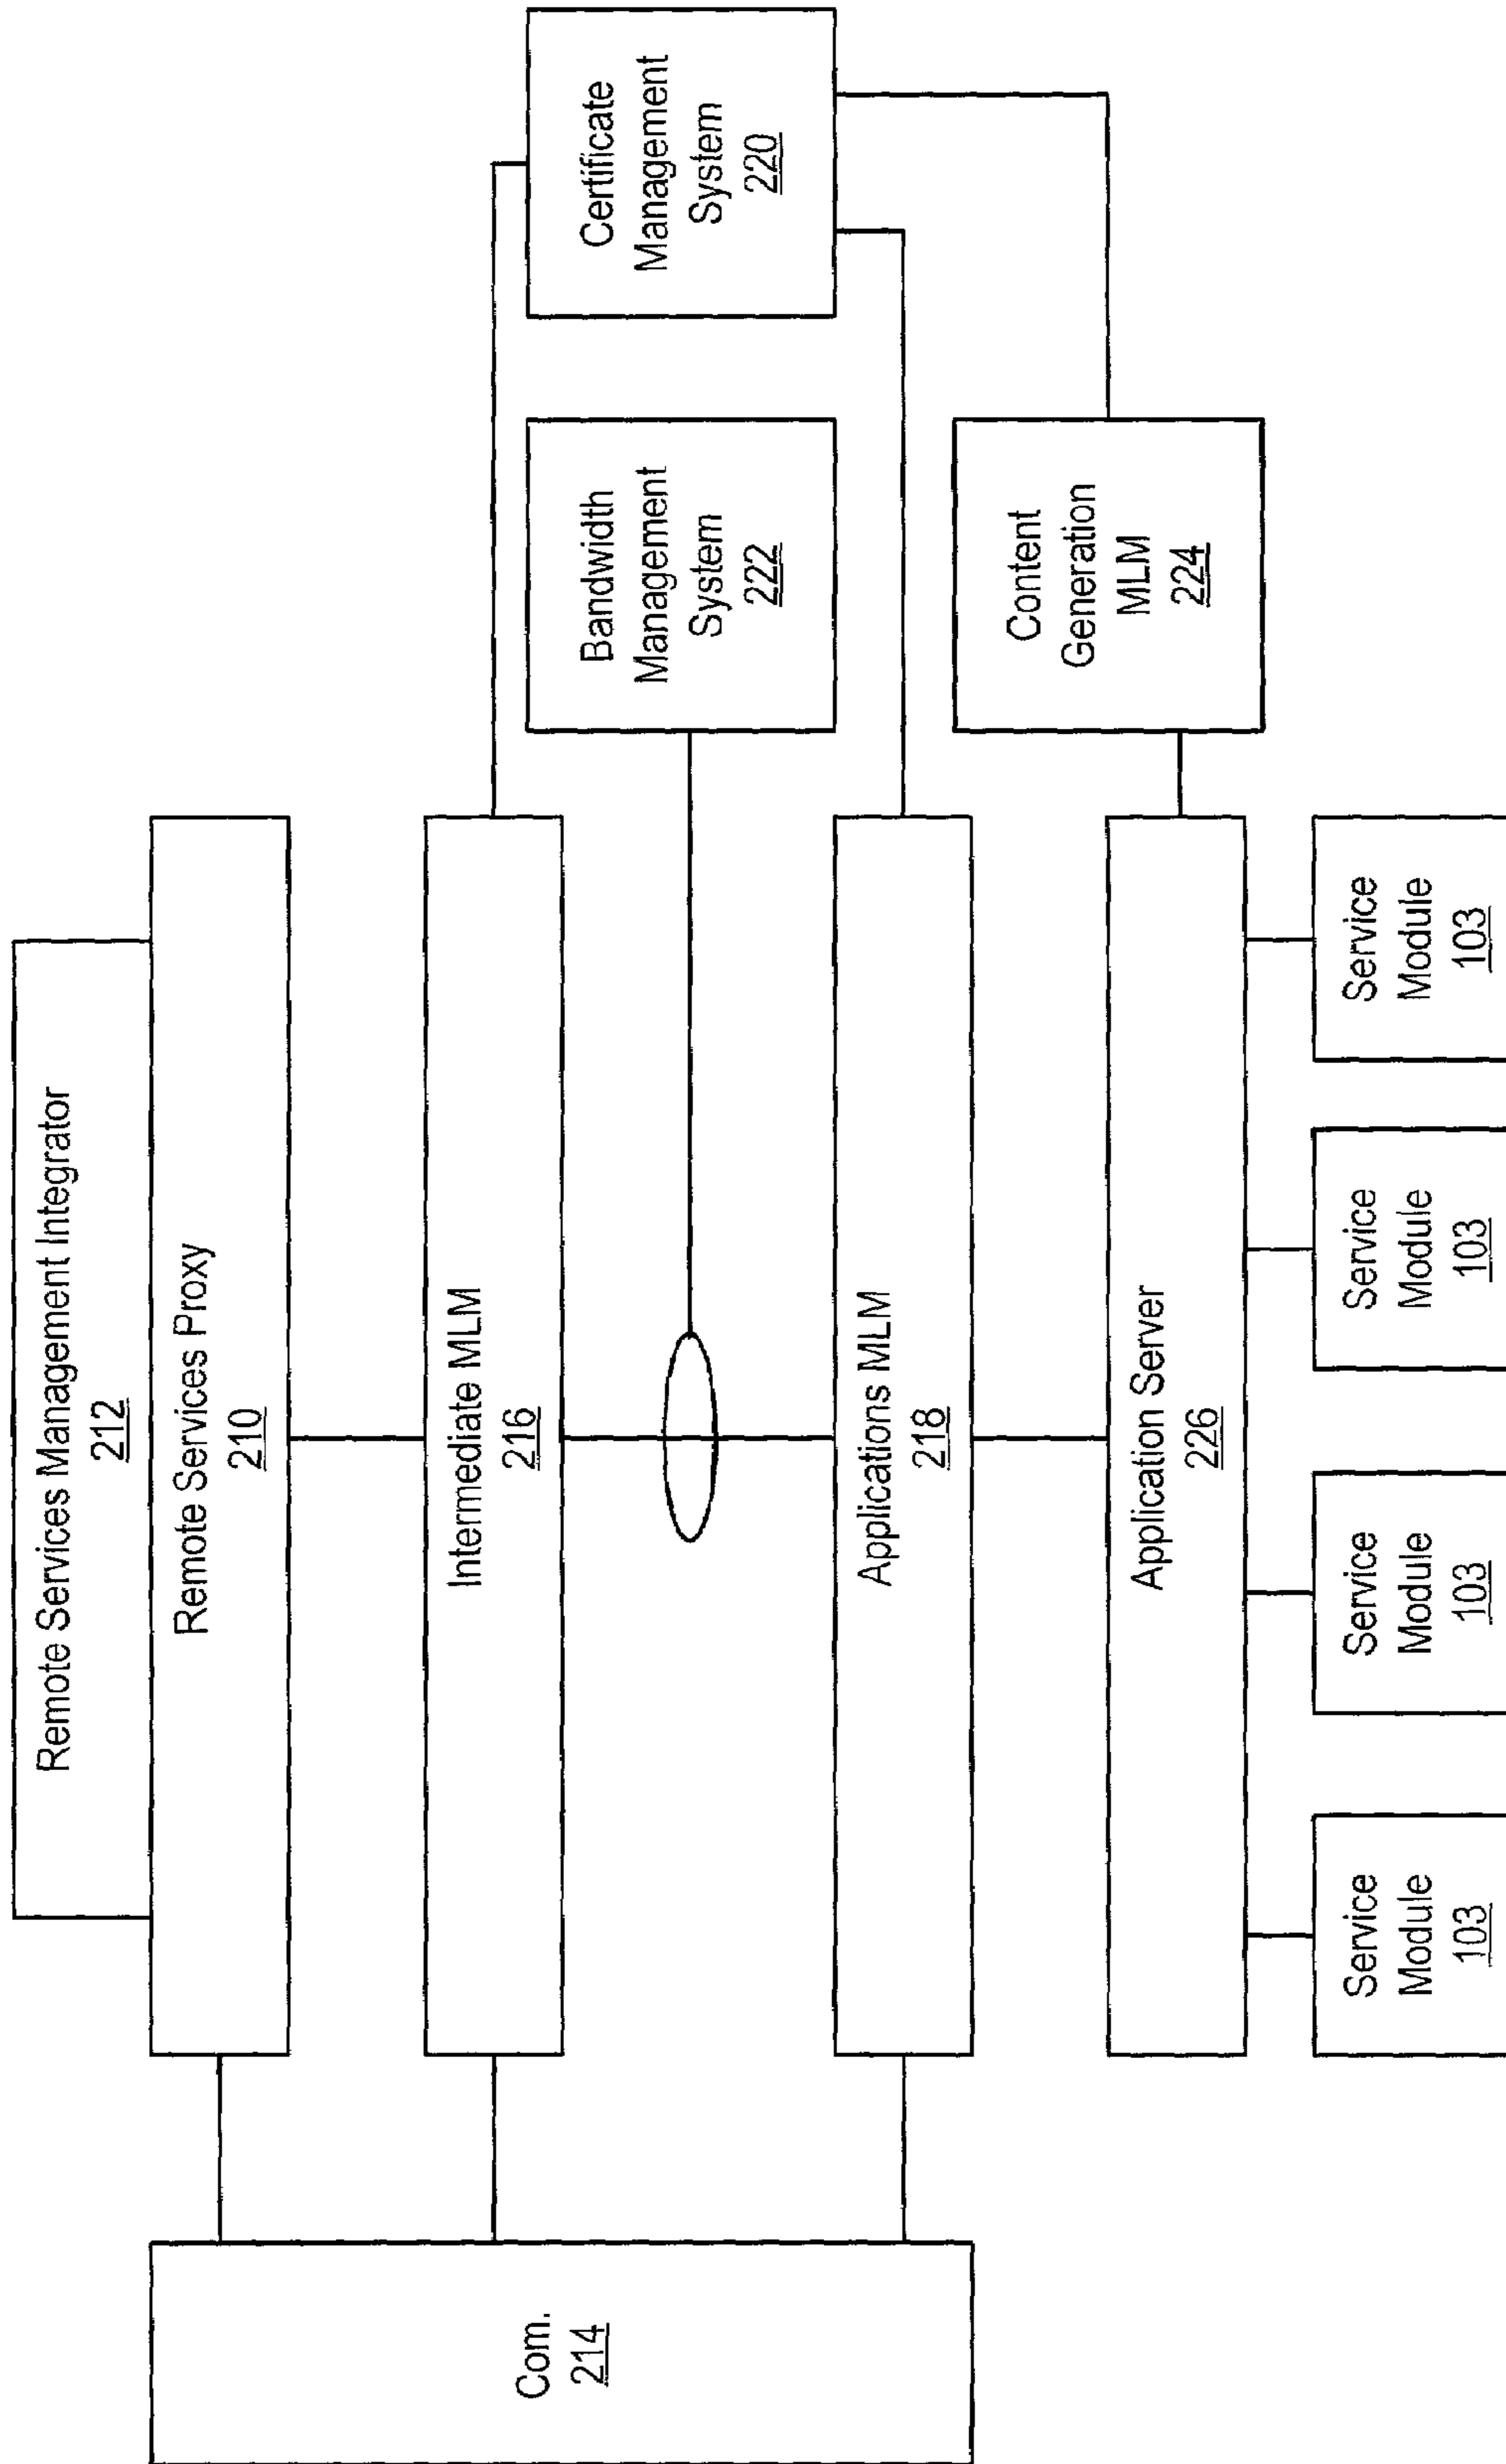 Remote Services Management Integrator
212
Remote Services Proxy
210
Com.
214
Intermediate MLM
216
Bandwidth
Management
System
222
Certificate
Management
System
220
Applications MLM
218
Content
Generation
MLM
224
Application Server
226
Service
Module
103
Service
Module
103
Service
Module
103
Service
Module
103